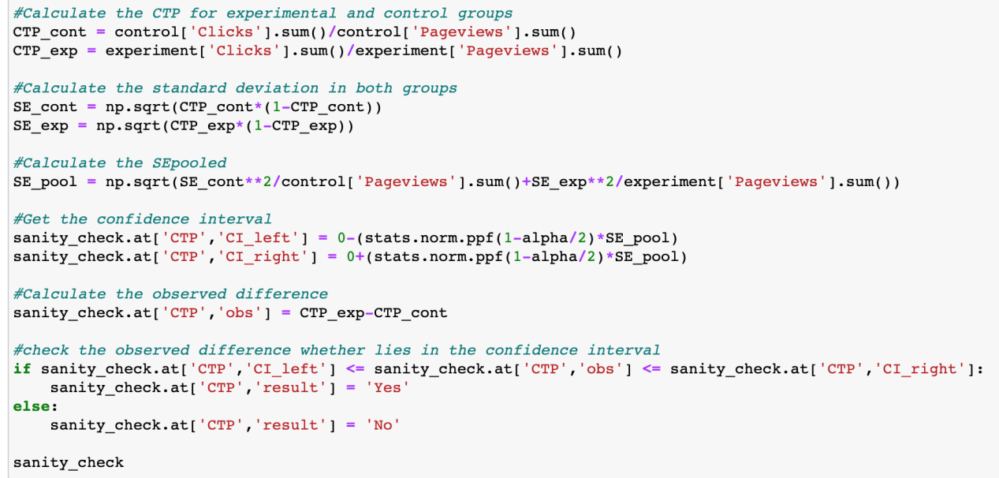 #Calculate the CTP for experimental and control groups
CTP_cont = control['Clicks'].sum()/control['Pageviews'].sum()
CTP_exp = experiment['Clicks'].sum()/experiment['Pageviews'].sum()

#Calculate the standard deviation in both groups
SE_cont = np.sqrt(CTP_cont*(1-CTP_cont))
SE_exp = np.sqrt(CTP_exp*(1-CTP_exp))

#Calculate the SEpooled
SE_pool = np.sqrt(SE_cont**2/control['Pageviews'].sum()+SE_exp**2/experiment['Pageviews'].sum())

#Get the confidence interval
sanity_check.at['CTP','CI_left'] = 0-(stats.norm.ppf(1-alpha/2)*SE_pool)
sanity_check.at['CTP','CI_right'] = 0+(stats.norm.ppf(1-alpha/2)*SE_pool)

#Calculate the observed difference
sanity_check.at['CTP','obs'] = CTP_exp-CTP_cont

#check the observed difference whether lies in the confidence interval
if sanity_check.at['CTP','CI_left'] <= sanity_check.at['CTP','obs'] <= sanity_check.at['CTP','CI_right']:
    sanity_check.at['CTP','result'] = 'Yes'
else:
    sanity_check.at['CTP','result'] = 'No'

sanity_check